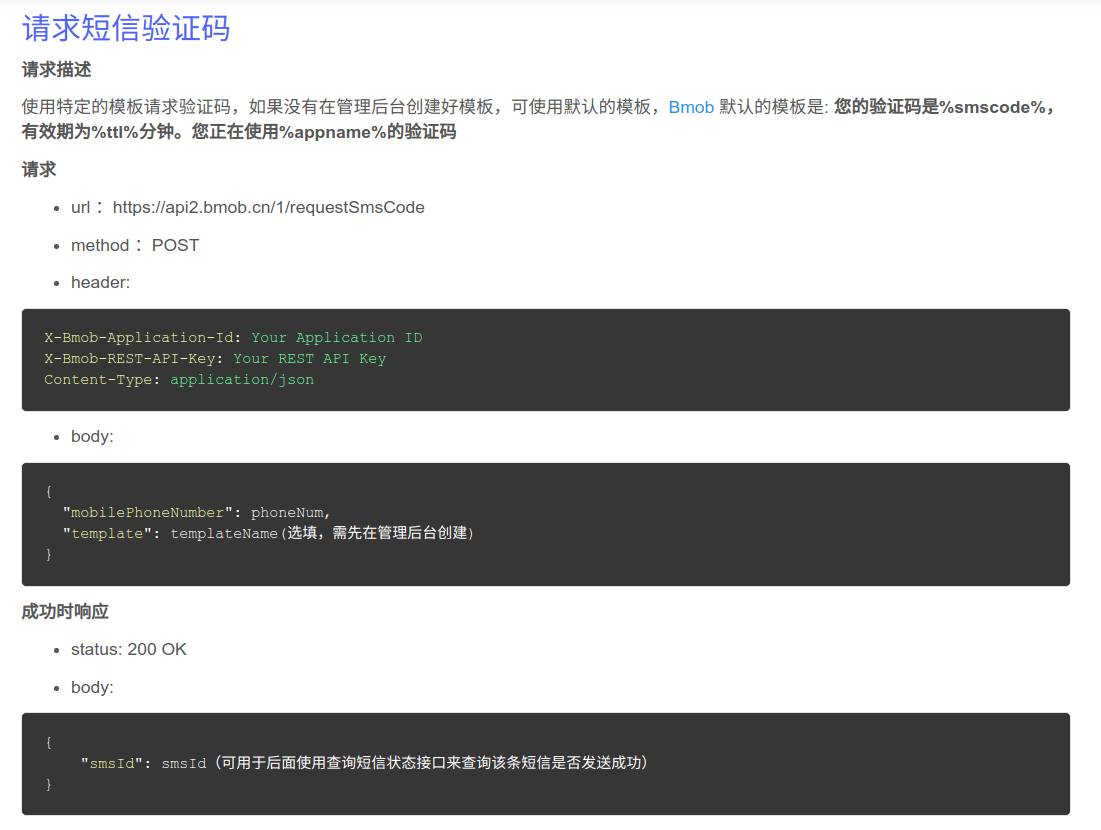 请求短信验证码
请求描述
使用特定的模板请求验证码，如果没有在管理后台创建好模板，可使用默认的模板，Bmob 默认的模板是: 您的验证码是%smscode%，
有效期为%ttl%分钟。您正在使用%appname%的验证码
请求
• url： https://api2.bmob.cn/1/requestSmsCode
• method： POST
• header:
X-Bmob-Application-Id: Your Application ID
X-Bmob-REST-API-Key: Your REST API Key
Content-Type: application/json
• body:
{
"mobilePhoneNumber": phoneNum,
"template": templateName(选填，需先在管理后台创建)
}
成功时响应
• status: 200 OK
• body:
{
"smsId": smsId（可用于后面使用查询短信状态接口来查询该条短信是否发送成功）
}